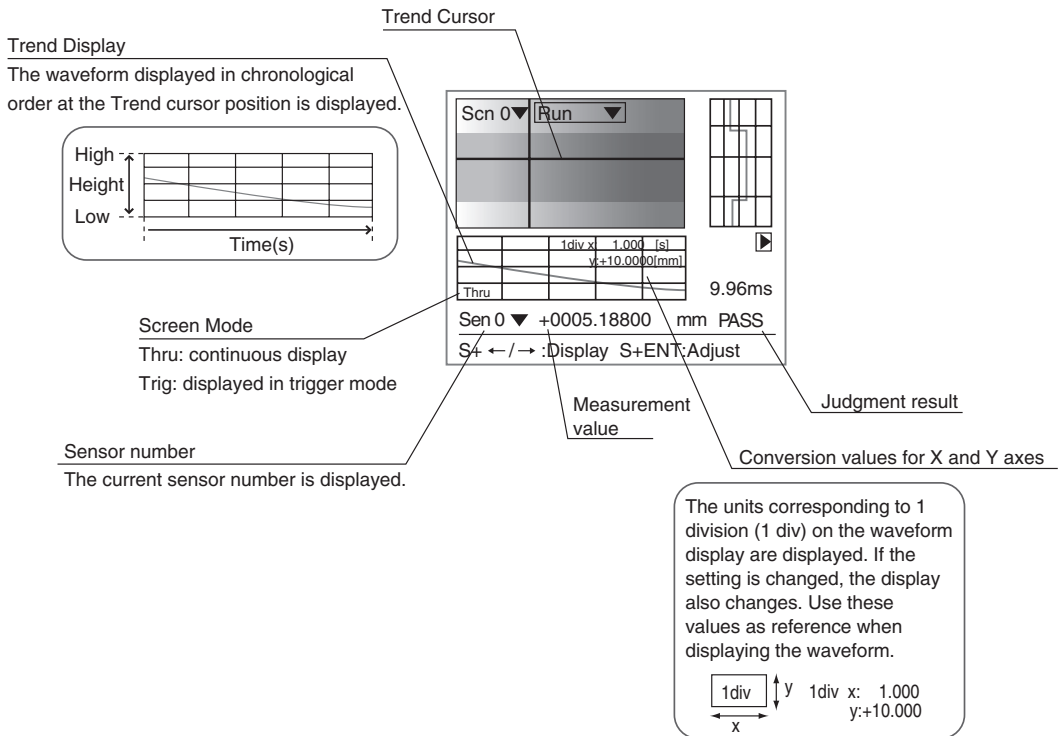 Trend Cursor
Trend Display
The waveform displayed in chronological
order at the Trend cursor position is displayed.
High
Height
Low
Time(s)
Scn 0▼ Run ▼
1div x: 1.000 [s]
y:+10.0000[mm]
Thru
9.96ms
Sen 0 ▼ +0005.18800 mm PASS
S+ ←/→ :Display S+ENT:Adjust
Screen Mode
Thru: continuous display
Trig: displayed in trigger mode
Measurement
value
Judgment result
Sensor number
The current sensor number is displayed.
Conversion values for X and Y axes
The units corresponding to 1
division (1 div) on the waveform
display are displayed. If the
setting is changed, the display
also changes. Use these
values as reference when
displaying the waveform.
1div y 1div x: 1.000
y:+10.000
x